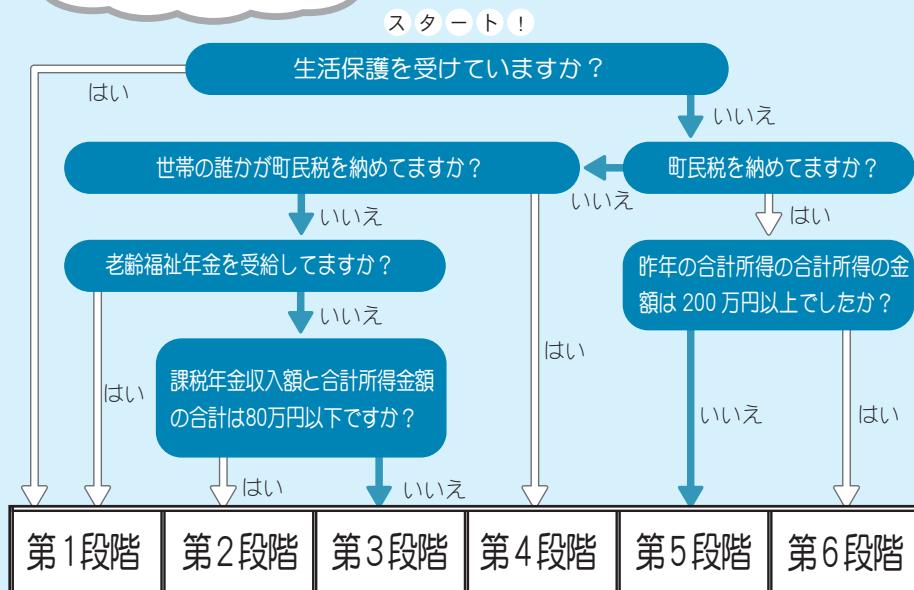 スタート！
生活保護を受けていますか？
はい
いいえ
世帯の誰かが町民税を納めてますか？
町民税を納めてますか？
いいえ
いいえ
はい
老齢福祉年金を受給してますか？
昨年の合計所得の合計所得の金
額は200万円以上でしたか？
いいえ
はい
はい
課税年金収入額と合計所得金額
の合計は80万円以下ですか？
いいえ
はい
はい
いいえ
第1段階
第2段階
第3段階
第4段階
第5段階
第6段階